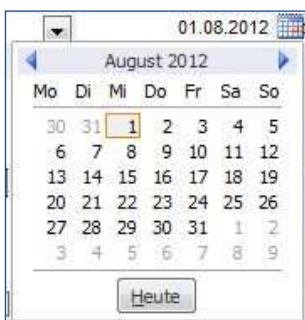 01.08.2012
August 2012
Mo Di Mi Do Fr Sa So
30 31 1 2 3 4 5
6 7 8 9 10 11 12
13 14 15 16 17 18 19
20 21 22 23 24 25 26
27 28 29 30 31 1 2
3 4 5 6 7 8 9
Heute